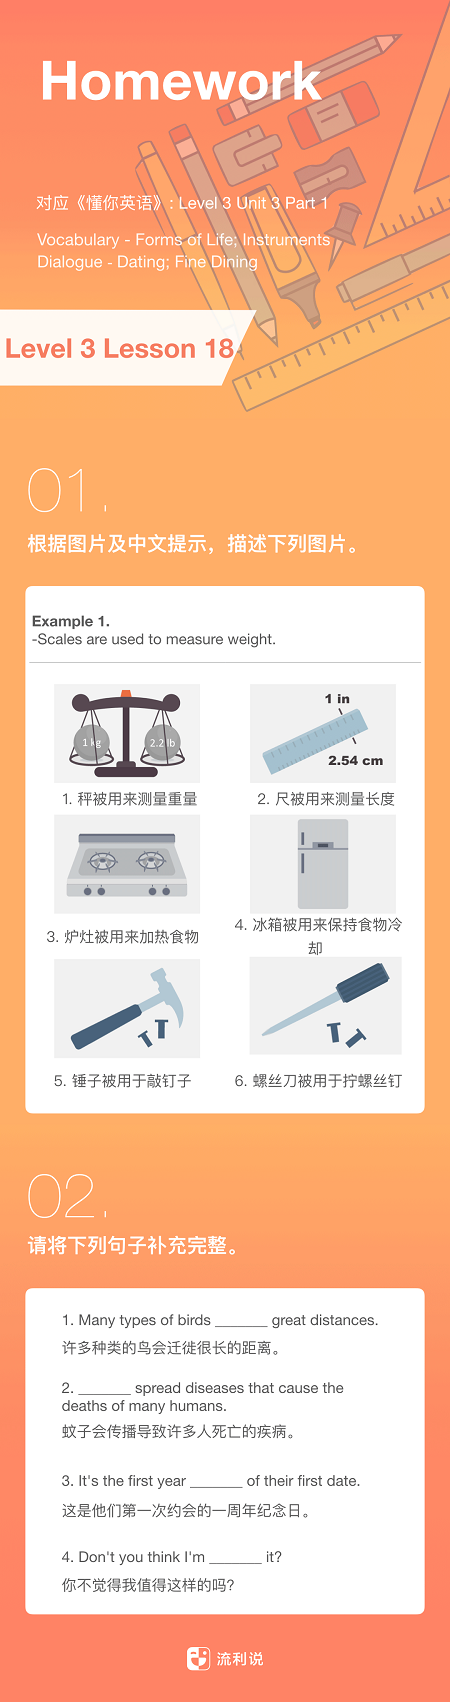 Homework
对应《懂你英语》: Level 3 Unit 3 Part 1
Vocabulary - Forms of Life; Instruments
Dialogue - Dating; Fine Dining
Level 3 Lesson 18
01.
根据图片及中文提示，描述下列图片。
Example 1.
-Scales are used to measure weight.
1 kg 2.2 lb
1 in
2.54 cm
1. 秤被用来测量重量
2. 尺被用来测量长度
3. 炉灶被用来加热食物
4. 冰箱被用来保持食物冷
却
5. 锤子被用于敲钉子
6. 螺丝刀被用于拧螺丝钉
02.
请将下列句子补充完整。
1. Many types of birds ______ great distances.
许多种类的鸟会迁徙很长的距离。
2. ______ spread diseases that cause the
deaths of many humans.
蚊子会传播导致许多人死亡的疾病。
3. It's the first year ______ of their first date.
这是他们第一次约会的一周年纪念日。
4. Don't you think I'm ______ it?
你不觉得我值得这样的吗?
流利说